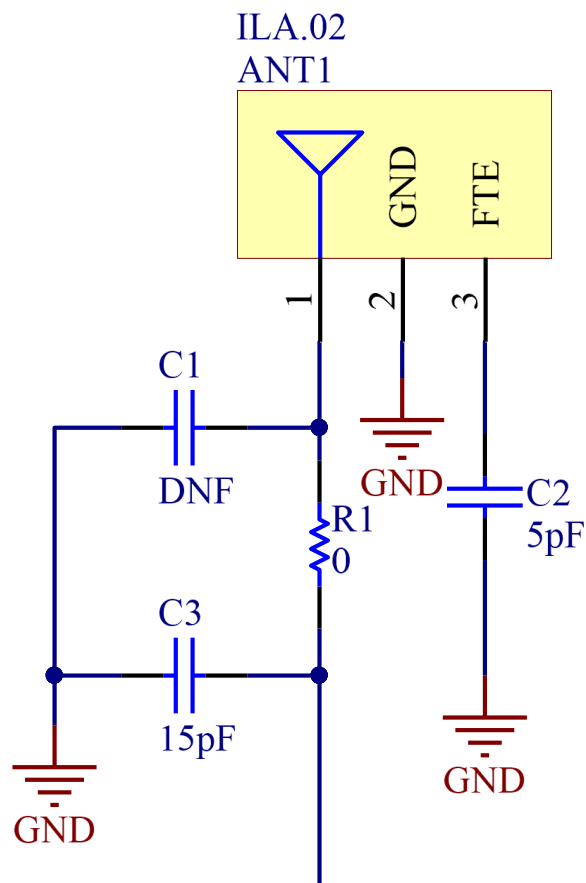 ILA.02
ANT1
GND
FTE
1
2
3
C1
DNF
GND
C2
5pF
R1
0
C3
15pF
GND
GND